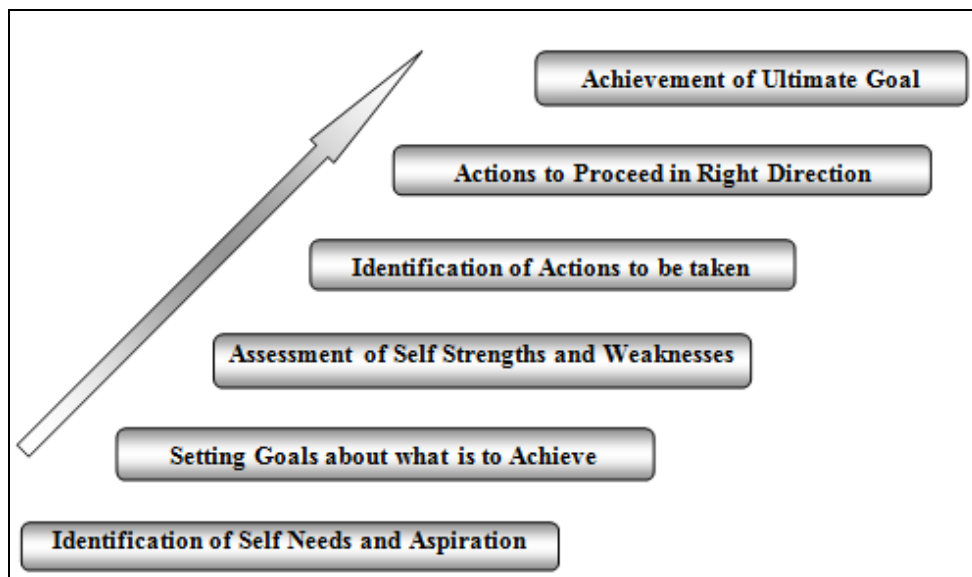 Achievement of Ultimate Goal
Actions to Proceed in Right Direction
Identification of Actions to be taken
Assessment of Self Strengths and Weaknesses
Setting Goals about what is to Achieve
Identification of Self Needs and Aspiration